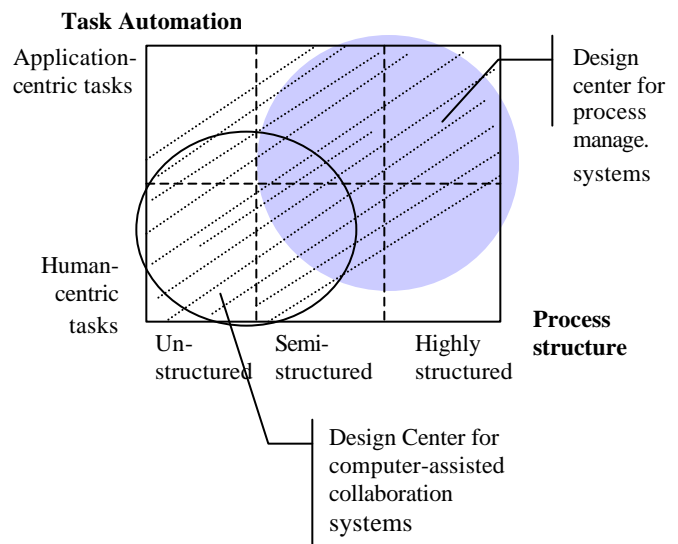 Task Automation
Application-
centric tasks
Design
center for
process
manage.
systems
Human-
centric
tasks
Process
structure
Un-
structured
Semi-
structured
Highly
structured
Design Center for
computer-assisted
collaboration
systems